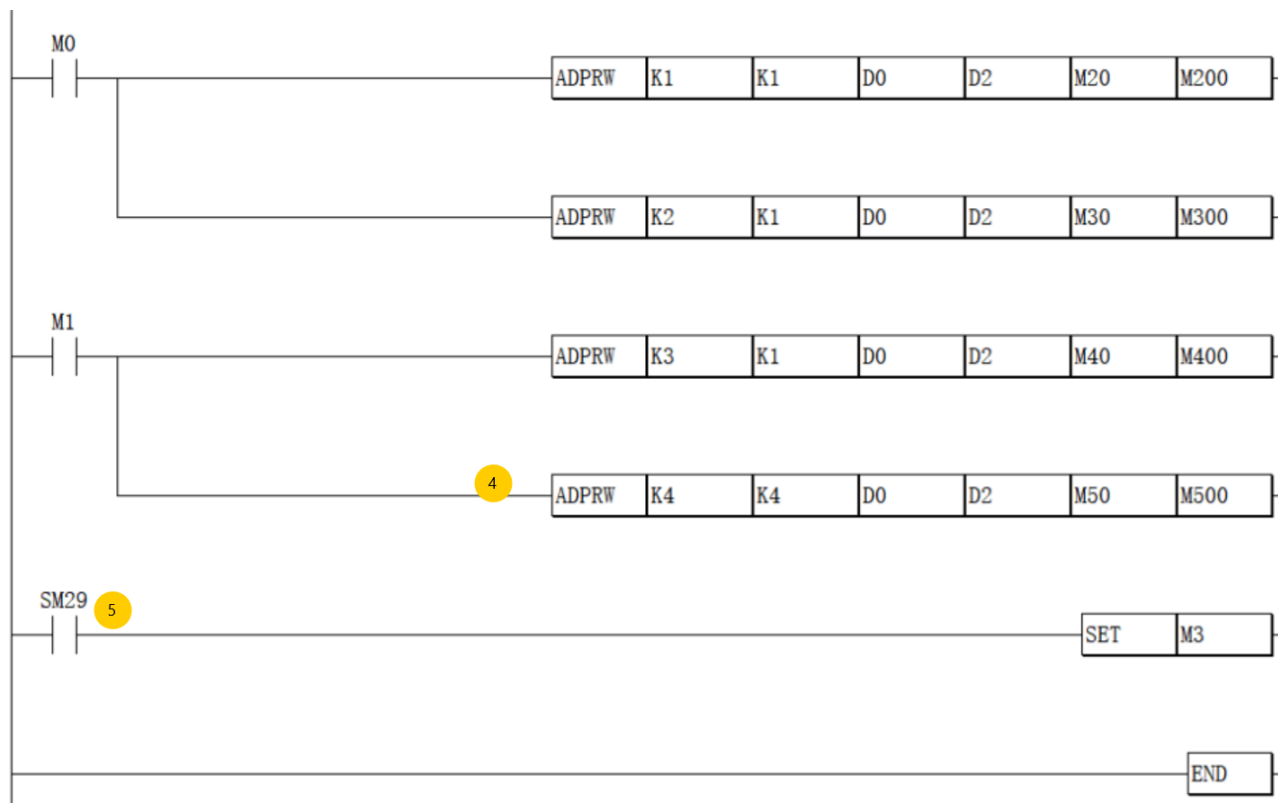 M0
ADPRW K1 K1 D0 D2 M20 M200
ADPRW K2 K1 D0 D2 M30 M300
M1
ADPRW K3 K1 D0 D2 M40 M400
4
ADPRW K4 K4 D0 D2 M50 M500
SM29 5
SET M3
END